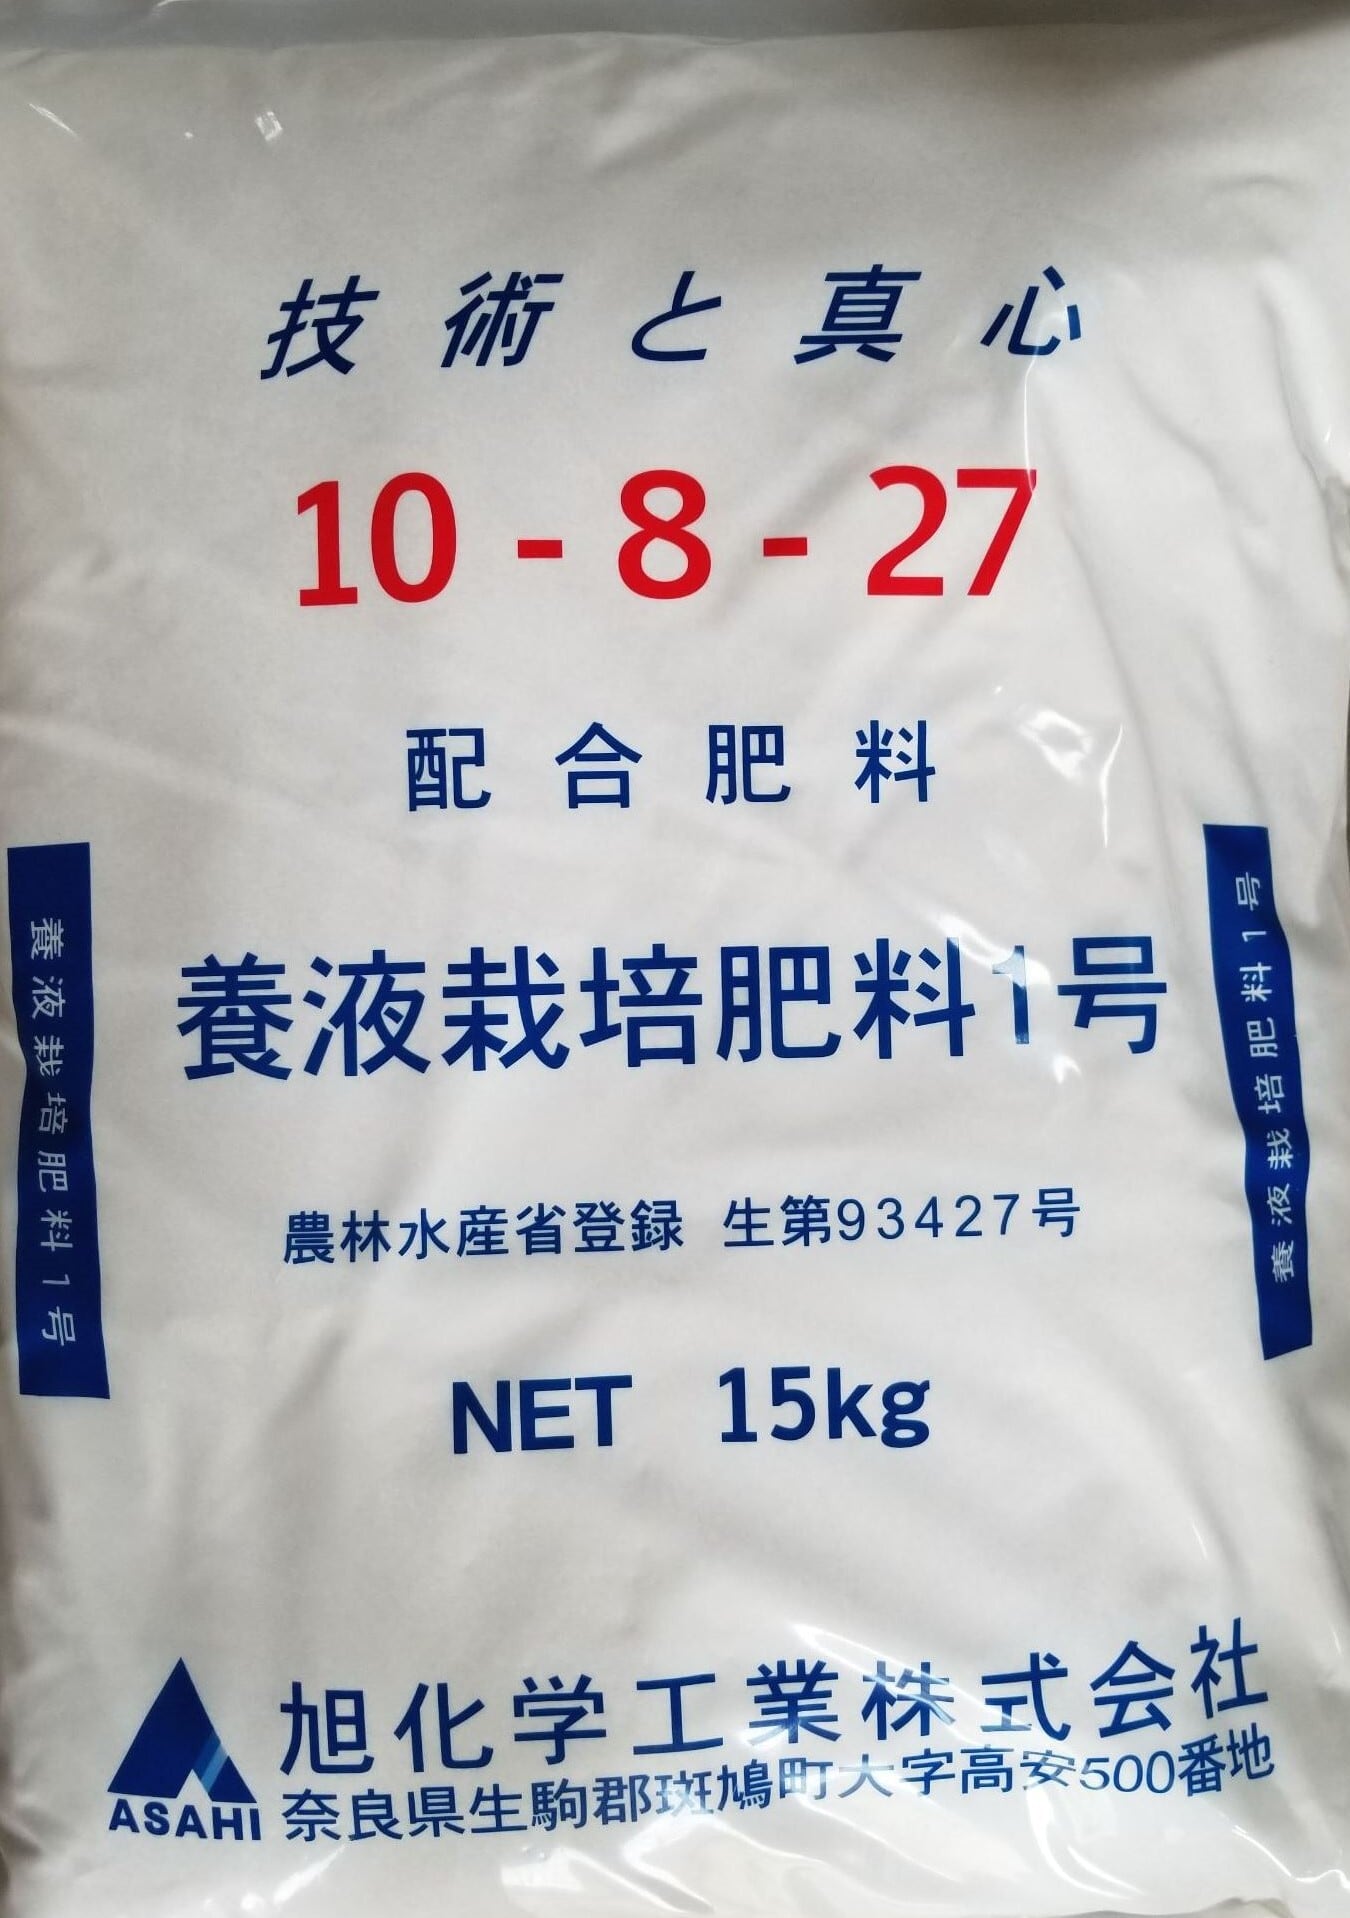 技術と真心
10-8-27
配合肥料
養液栽培肥料1号
養液栽培肥料1号
養液栽培肥料1号
農林水産省登録 生第93427号
NET 15kg
旭化学工業株式会社
ASAHI 奈良県生駒郡斑鳩町大字高安500番地